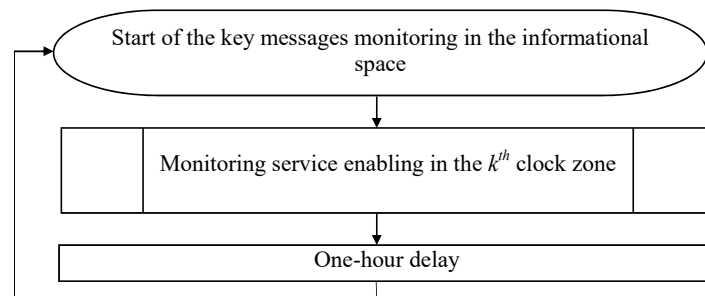 Start of the key messages monitoring in the informational
space
Monitoring service enabling in the kth clock zone
One-hour delay